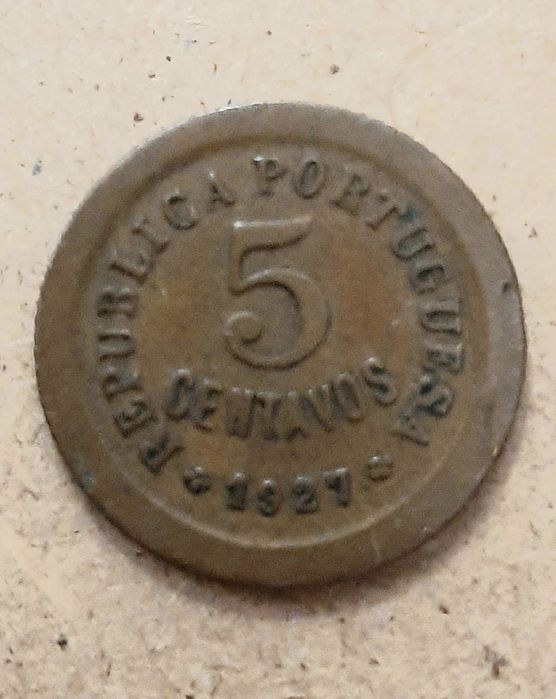 REPUBLICA PORTUGUESA
5
CENTAVOS
* 1927 *